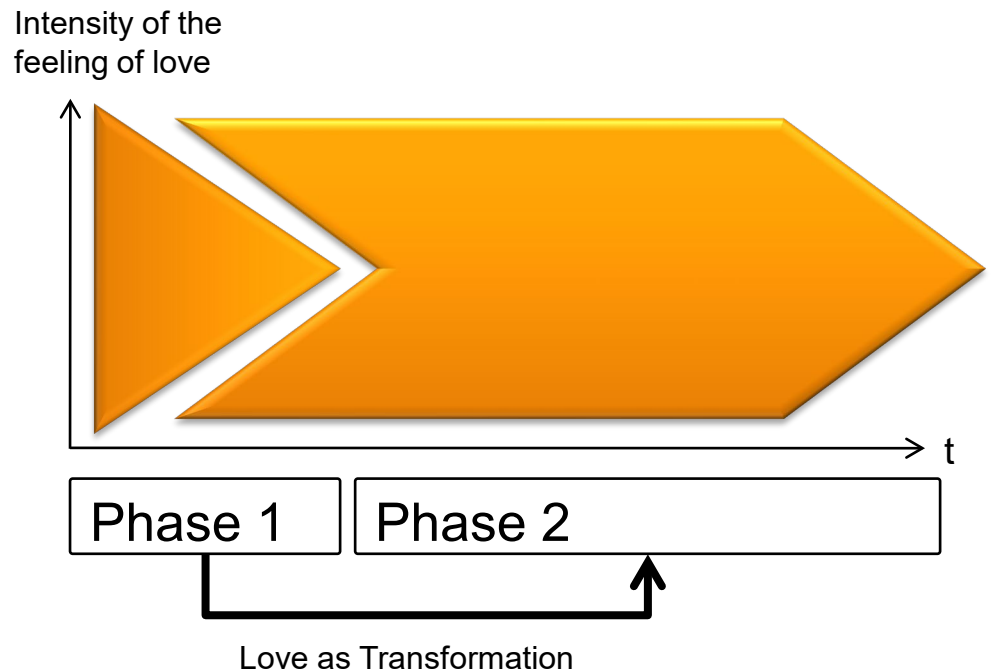 Intensity of the
feeling of love
t
Phase 1
Phase 2
Love as Transformation